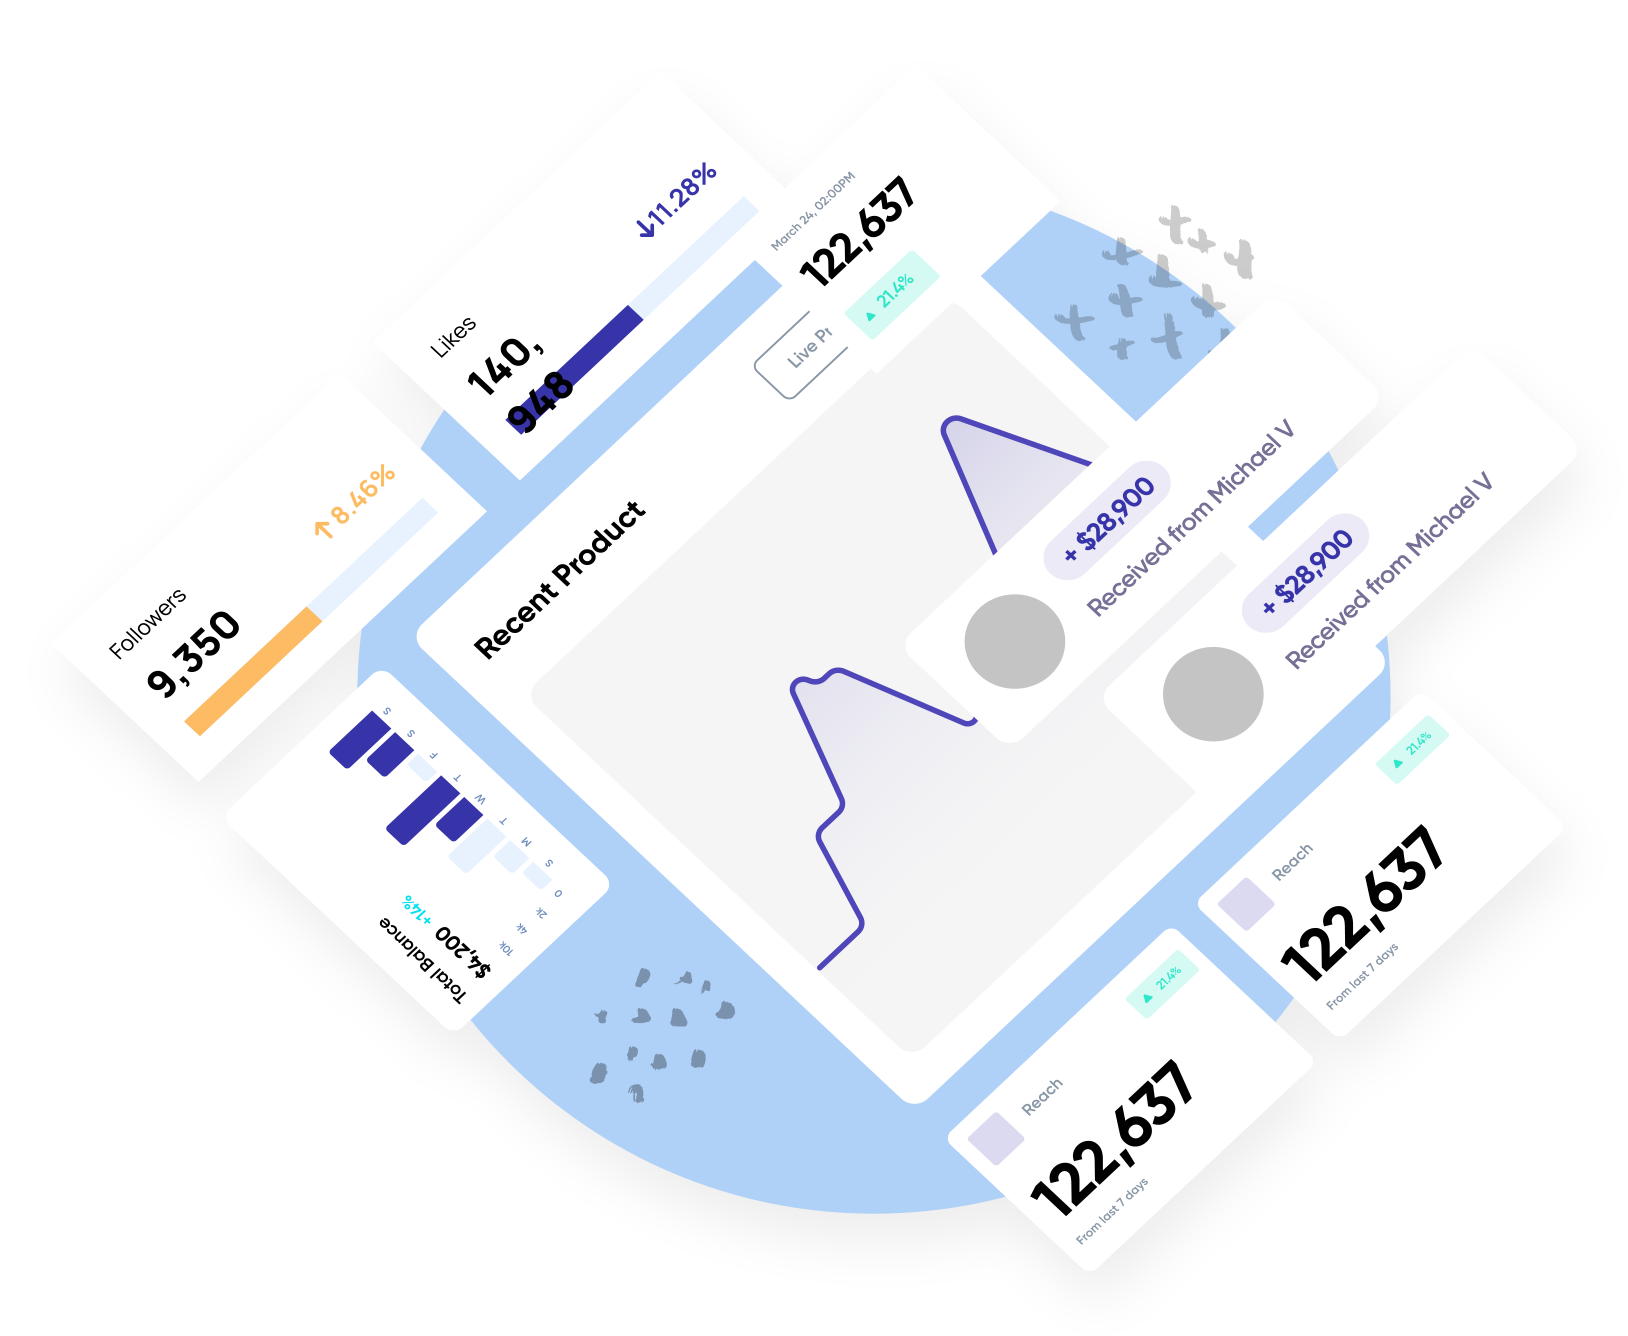 Likes
↓11.28%
140,
948
March 24, 02:00PM
122,637
▲ 21.4%
Live Pr
Followers
↑ 8.46%
9,350
Recent Product
+ $28,900
Received from Michael V
+ $28,900
Received from Michael V
Total Balance
$4,200 +14%
10k
4k
2k
0
S M T W T F S S
Reach
▲ 21.4%
122,637
From last 7 days
Reach
▲ 21.4%
122,637
From last 7 days